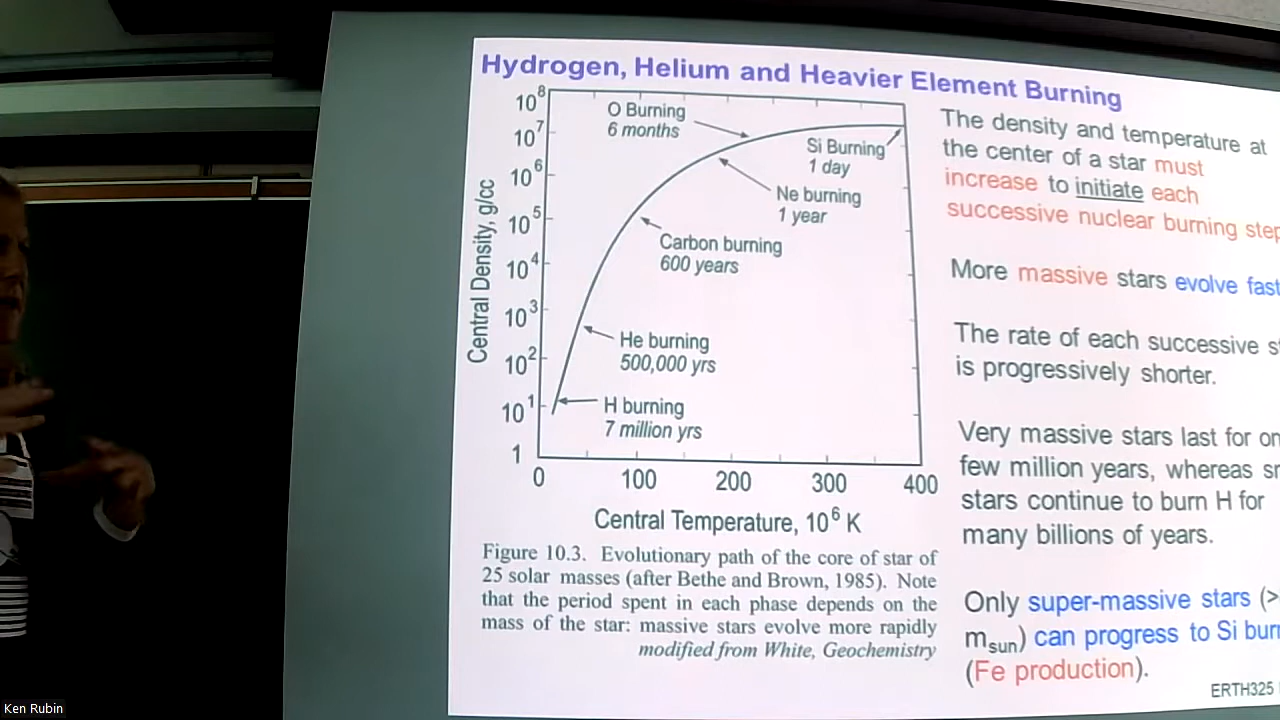 Hydrogen, Helium and Heavier Element Burning
10⁸
10⁷
10⁶
10⁵
10⁴
10³
10²
10¹
1
Central Density, g/cc
O Burning
6 months
Si Burning
1 day
Ne burning
1 year
Carbon burning
600 years
He burning
500,000 yrs
H burning
7 million yrs
0 100 200 300 400
Central Temperature, 10⁶ K
Figure 10.3. Evolutionary path of the core of star of
25 solar masses (after Bethe and Brown, 1985). Note
that the period spent in each phase depends on the
mass of the star: massive stars evolve more rapidly
modified from White, Geochemistry
The density and temperature at
the center of a star must
increase to initiate each
successive nuclear burning step
More massive stars evolve fast
The rate of each successive
is progressively shorter.
Very massive stars last for
few million years, whereas
stars continue to burn H for
many billions of years.
Only super-massive stars (>
mₛᵤₙ) can progress to Si
(Fe production).
ERTH325
Ken Rubin